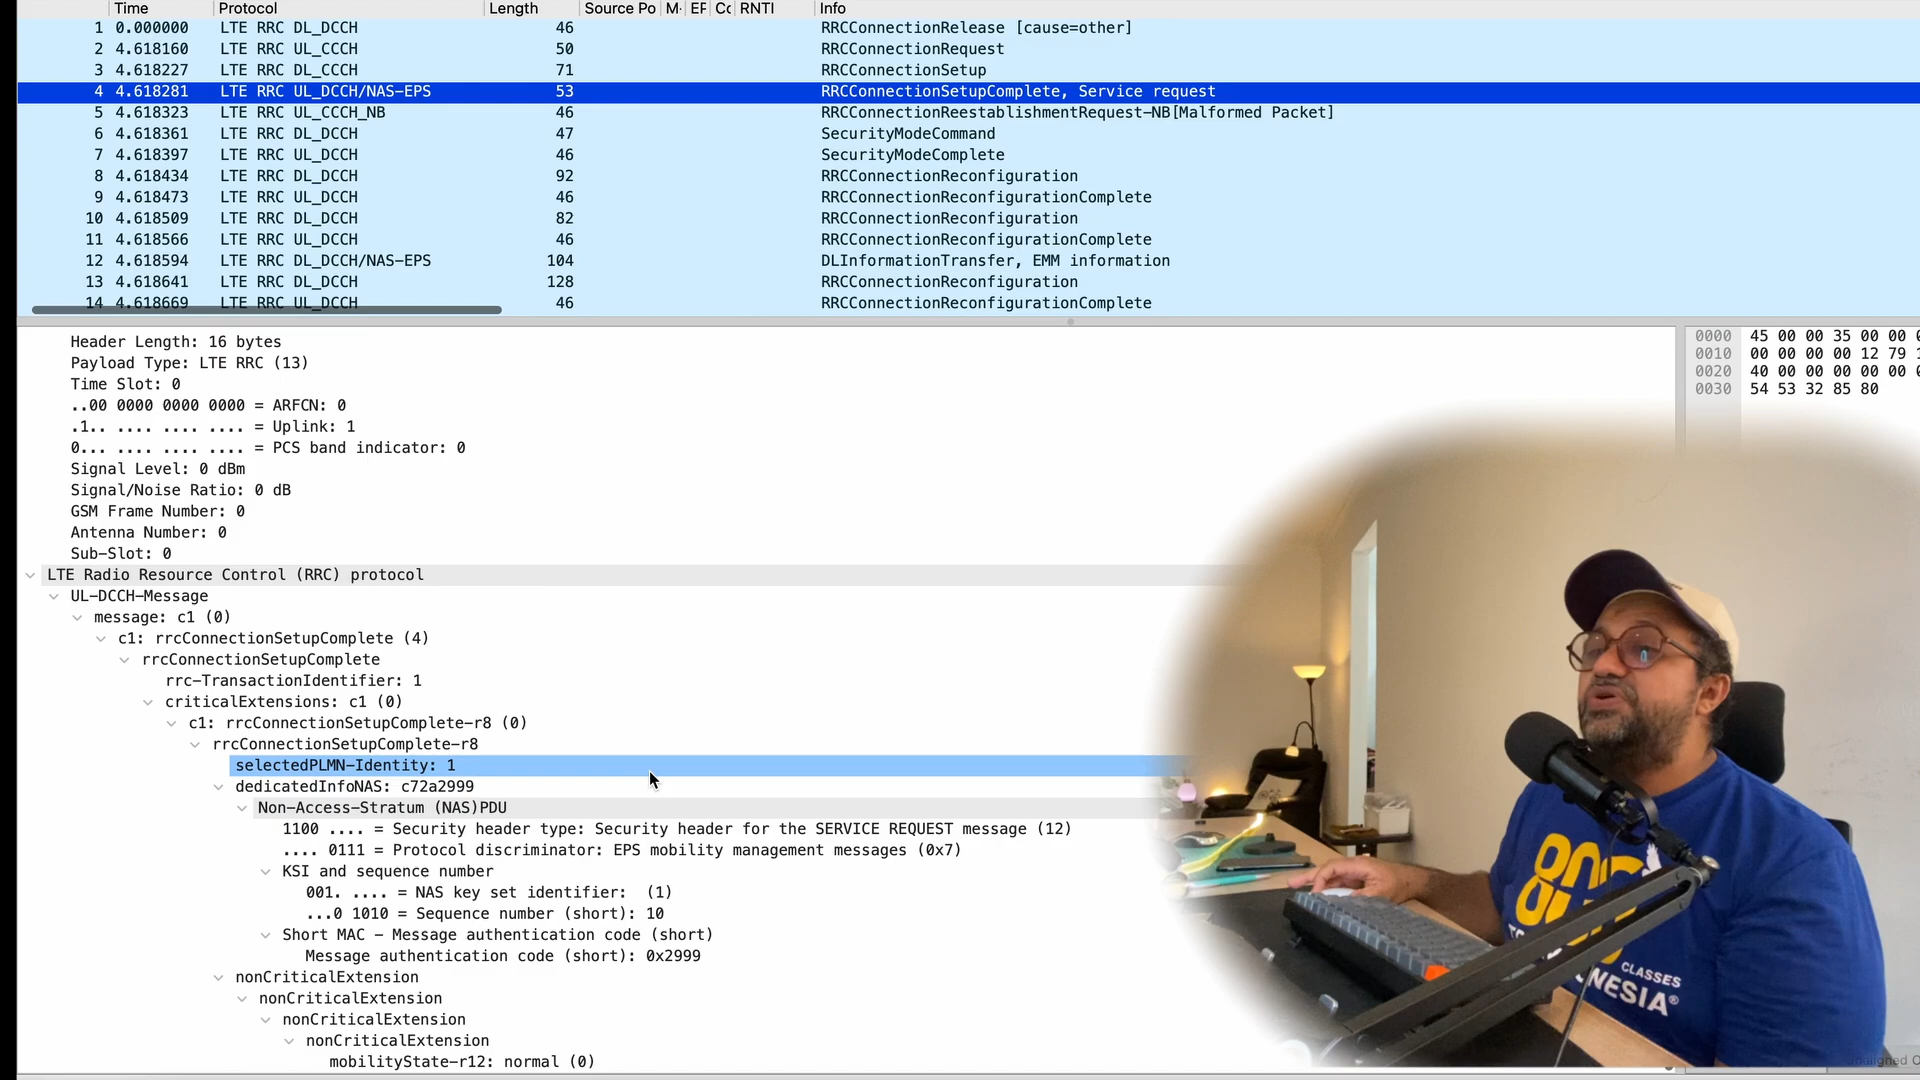 Time Protocol Length Source Po M· EF Cc RNTI Info
1 0.000000 LTE RRC DL_DCCH 46 RRCConnectionRelease [cause=other]
2 4.618160 LTE RRC UL_CCCH 50 RRCConnectionRequest
3 4.618227 LTE RRC DL_CCCH 71 RRCConnectionSetup
4 4.618281 LTE RRC UL_DCCH/NAS-EPS 53 RRCConnectionSetupComplete, Service request
5 4.618323 LTE RRC UL_CCCH_NB 46 RRCConnectionReestablishmentRequest-NB[Malformed Packet]
6 4.618361 LTE RRC DL_DCCH 47 SecurityModeCommand
7 4.618397 LTE RRC UL_DCCH 46 SecurityModeComplete
8 4.618434 LTE RRC DL_DCCH 92 RRCConnectionReconfiguration
9 4.618473 LTE RRC UL_DCCH 46 RRCConnectionReconfigurationComplete
10 4.618509 LTE RRC DL_DCCH 82 RRCConnectionReconfiguration
11 4.618566 LTE RRC UL_DCCH 46 RRCConnectionReconfigurationComplete
12 4.618594 LTE RRC DL_DCCH/NAS-EPS 104 DLInformationTransfer, EMM information
13 4.618641 LTE RRC DL_DCCH 128 RRCConnectionReconfiguration
14 4.618669 LTE RRC UL_DCCH 46 RRCConnectionReconfigurationComplete
Header Length: 16 bytes
Payload Type: LTE RRC (13)
Time Slot: 0
..00 0000 0000 0000 = ARFCN: 0
.1.. .... .... .... = Uplink: 1
0... .... .... .... = PCS band indicator: 0
Signal Level: 0 dBm
Signal/Noise Ratio: 0 dB
GSM Frame Number: 0
Antenna Number: 0
Sub-Slot: 0
LTE Radio Resource Control (RRC) protocol
UL-DCCH-Message
message: c1 (0)
c1: rrcConnectionSetupComplete (4)
rrcConnectionSetupComplete
rrc-TransactionIdentifier: 1
criticalExtensions: c1 (0)
c1: rrcConnectionSetupComplete-r8 (0)
rrcConnectionSetupComplete-r8
selectedPLMN-Identity: 1
dedicatedInfoNAS: c72a2999
Non-Access-Stratum (NAS)PDU
1100 .... = Security header type: Security header for the SERVICE REQUEST message (12)
.... 0111 = Protocol discriminator: EPS mobility management messages (0x7)
KSI and sequence number
001. .... = NAS key set identifier:  (1)
...0 1010 = Sequence number (short): 10
Short MAC - Message authentication code (short)
Message authentication code (short): 0x2999
nonCriticalExtension
nonCriticalExtension
nonCriticalExtension
nonCriticalExtension
mobilityState-r12: normal (0)
0000 45 00 00 35 00 00
0010 00 00 00 00 12 79
0020 40 00 00 00 00 00
0030 54 53 32 85 80
CLASSES
NESIA®